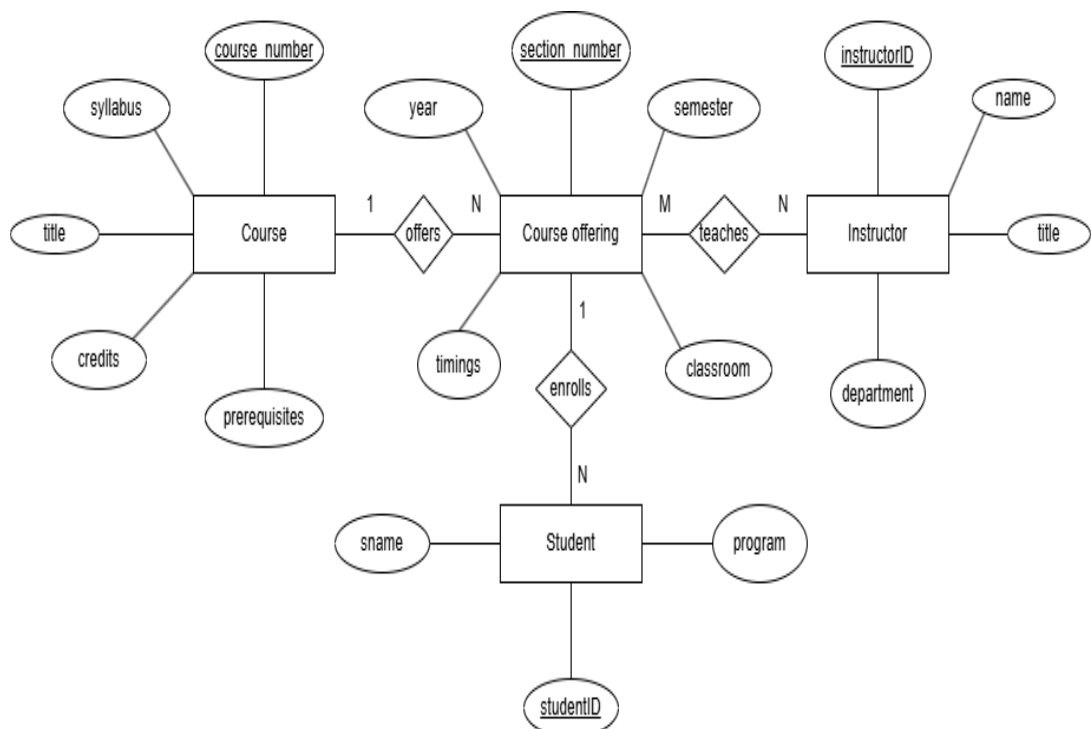 course_number
section_number
instructorID
syllabus
year
semester
name
1
N
M
N
title
Course
offers
Course offering
teaches
Instructor
title
1
credits
timings
classroom
enrolls
department
prerequisites
N
sname
Student
program
studentID